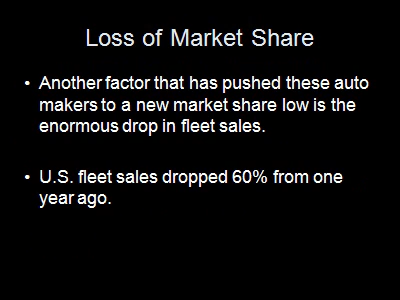 Loss of Market Share
• Another factor that has pushed these auto
makers to a new market share low is the
enormous drop in fleet sales.
• U.S. fleet sales dropped 60% from one
year ago.